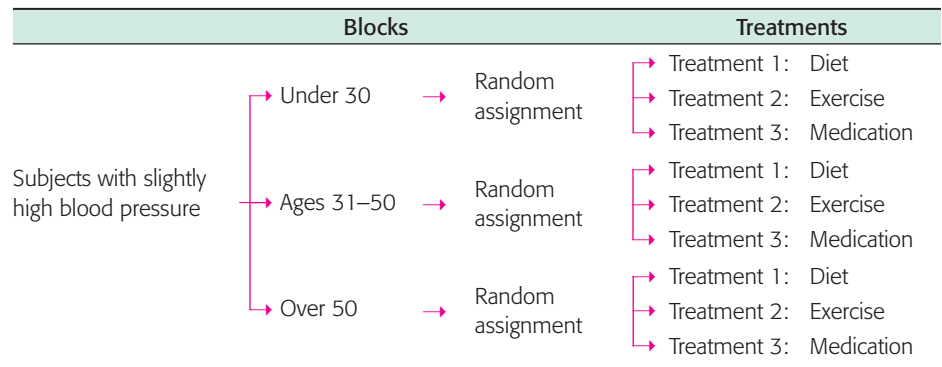 Blocks Treatments
Subjects with slightly
high blood pressure
Under 30
Random
assignment
Treatment 1: Diet
Treatment 2: Exercise
Treatment 3: Medication
Ages 31–50
Random
assignment
Treatment 1: Diet
Treatment 2: Exercise
Treatment 3: Medication
Over 50
Random
assignment
Treatment 1: Diet
Treatment 2: Exercise
Treatment 3: Medication